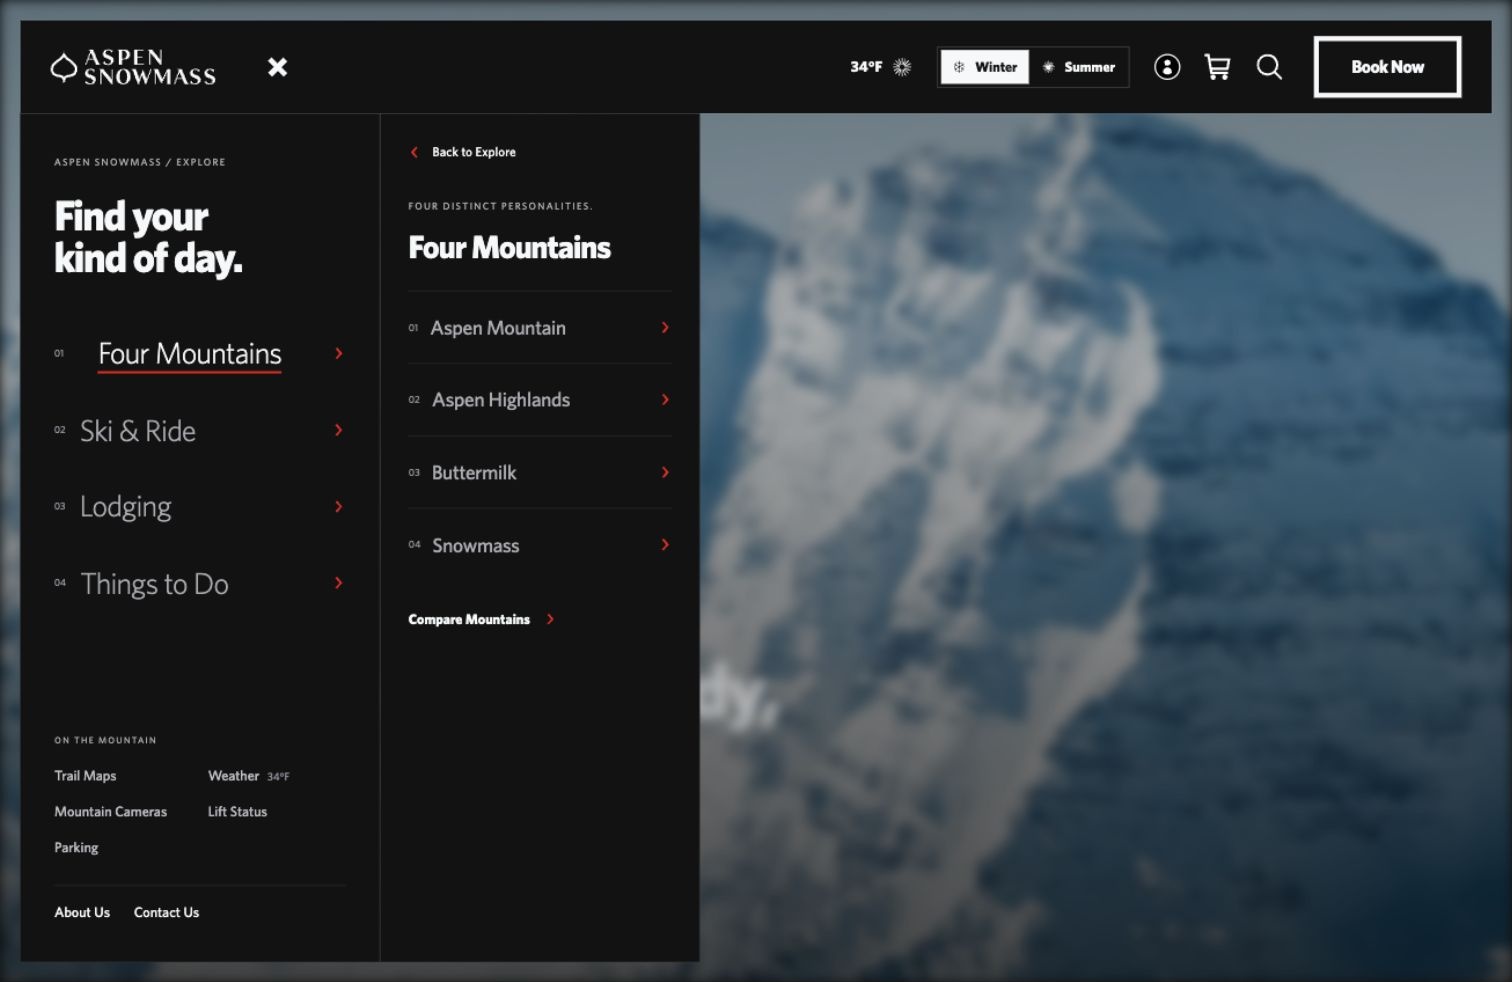 ASPEN
SNOWMASS
34°F
Winter
Summer
Book Now
ASPEN SNOWMASS / EXPLORE
Find your
kind of day.
01 Four Mountains
02 Ski & Ride
03 Lodging
04 Things to Do
ON THE MOUNTAIN
Trail Maps
Weather 34°F
Mountain Cameras
Lift Status
Parking
About Us
Contact Us
Back to Explore
FOUR DISTINCT PERSONALITIES.
Four Mountains
01 Aspen Mountain
02 Aspen Highlands
03 Buttermilk
04 Snowmass
Compare Mountains
dy,